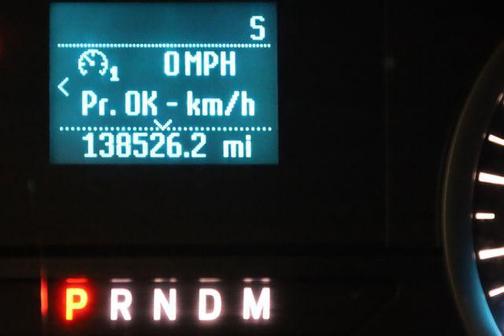 S
1 0 MPH
Pr. OK - km/h
138526.2 mi
P R N D M